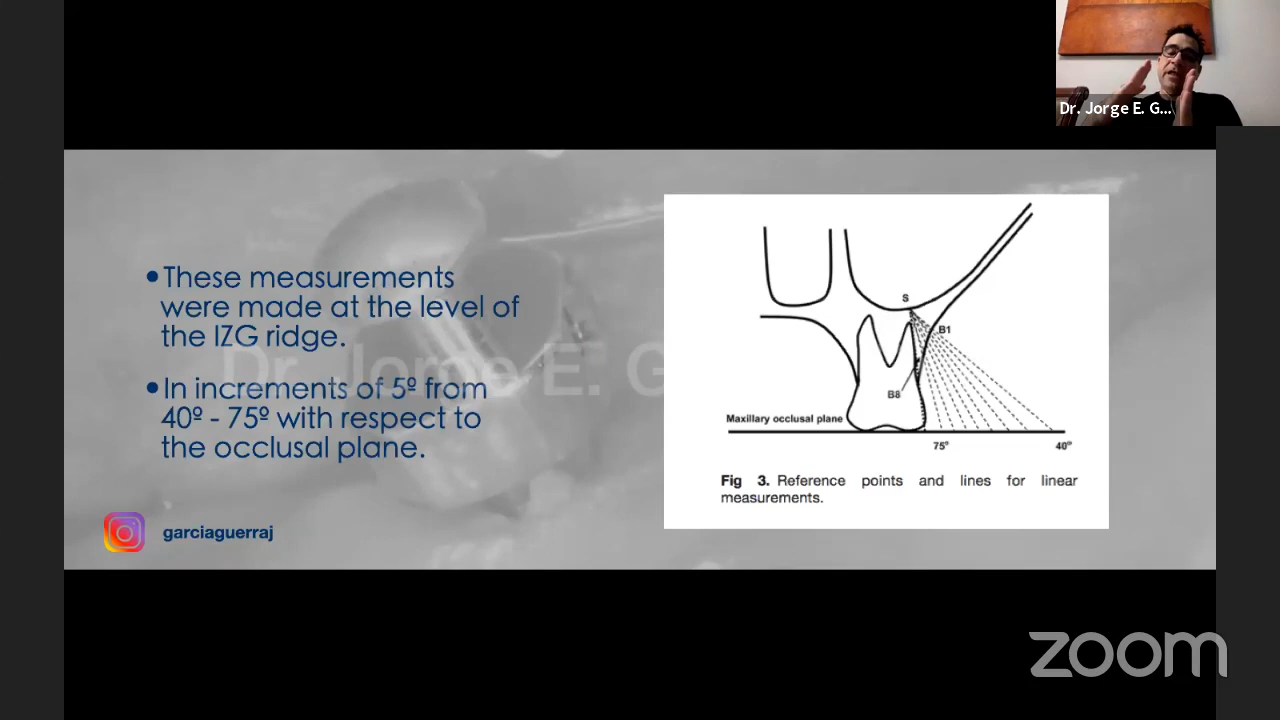 Dr. Jorge E. G...
•These measurements
were made at the level of
the IZG ridge.
•In increments of 5º from
40º - 75º with respect to
the occlusal plane.
Dr. Jorge E. G
garciaguerraj
S
B1
B8
Maxillary occlusal plane
75°
40°
Fig 3. Reference points and lines for linear
measurements.
zoom